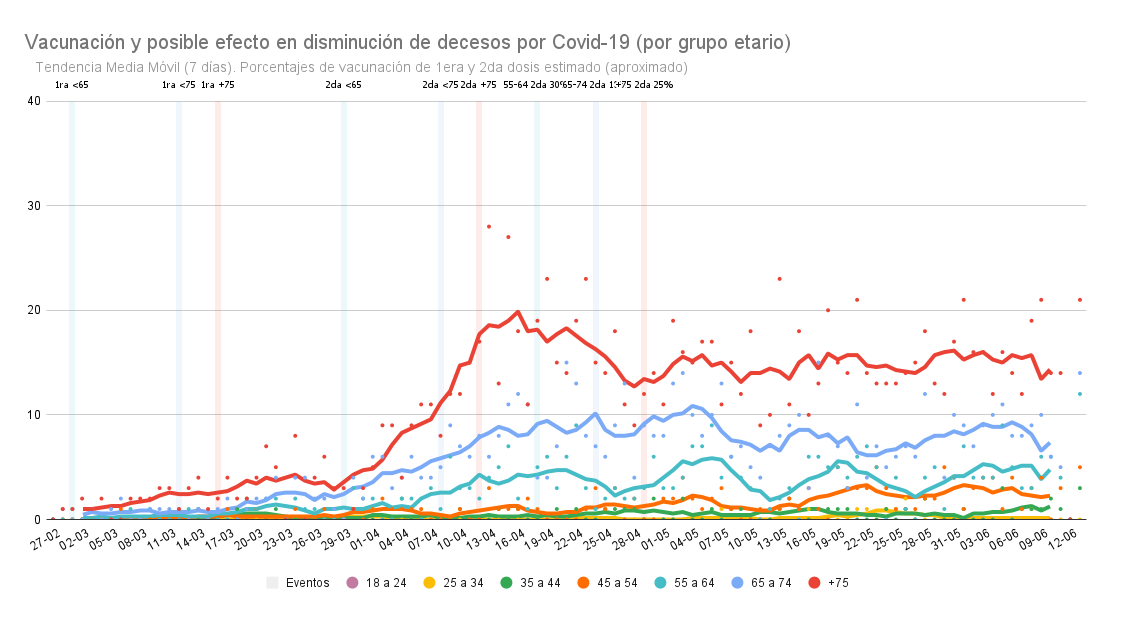 Vacunación y posible efecto en disminución de decesos por Covid-19 (por grupo etario)
Tendencia Media Móvil (7 días). Porcentajes de vacunación de 1era y 2da dosis estimado (aproximado)
1ra <65 1ra <75 1ra +75 2da <65 2da <75 2da +75 55-64 2da 30% 65-74 2da +75 2da 25%
40
30
20
10
0
27-02 02-03 05-03 08-03 11-03 14-03 17-03 20-03 23-03 26-03 29-03 01-04 04-04 07-04 10-04 13-04 16-04 19-04 22-04 25-04 28-04 01-05 04-05 07-05 10-05 13-05 16-05 19-05 22-05 25-05 28-05 31-05 03-06 06-06 09-06 12-06
Eventos 18 a 24 25 a 34 35 a 44 45 a 54 55 a 64 65 a 74 +75